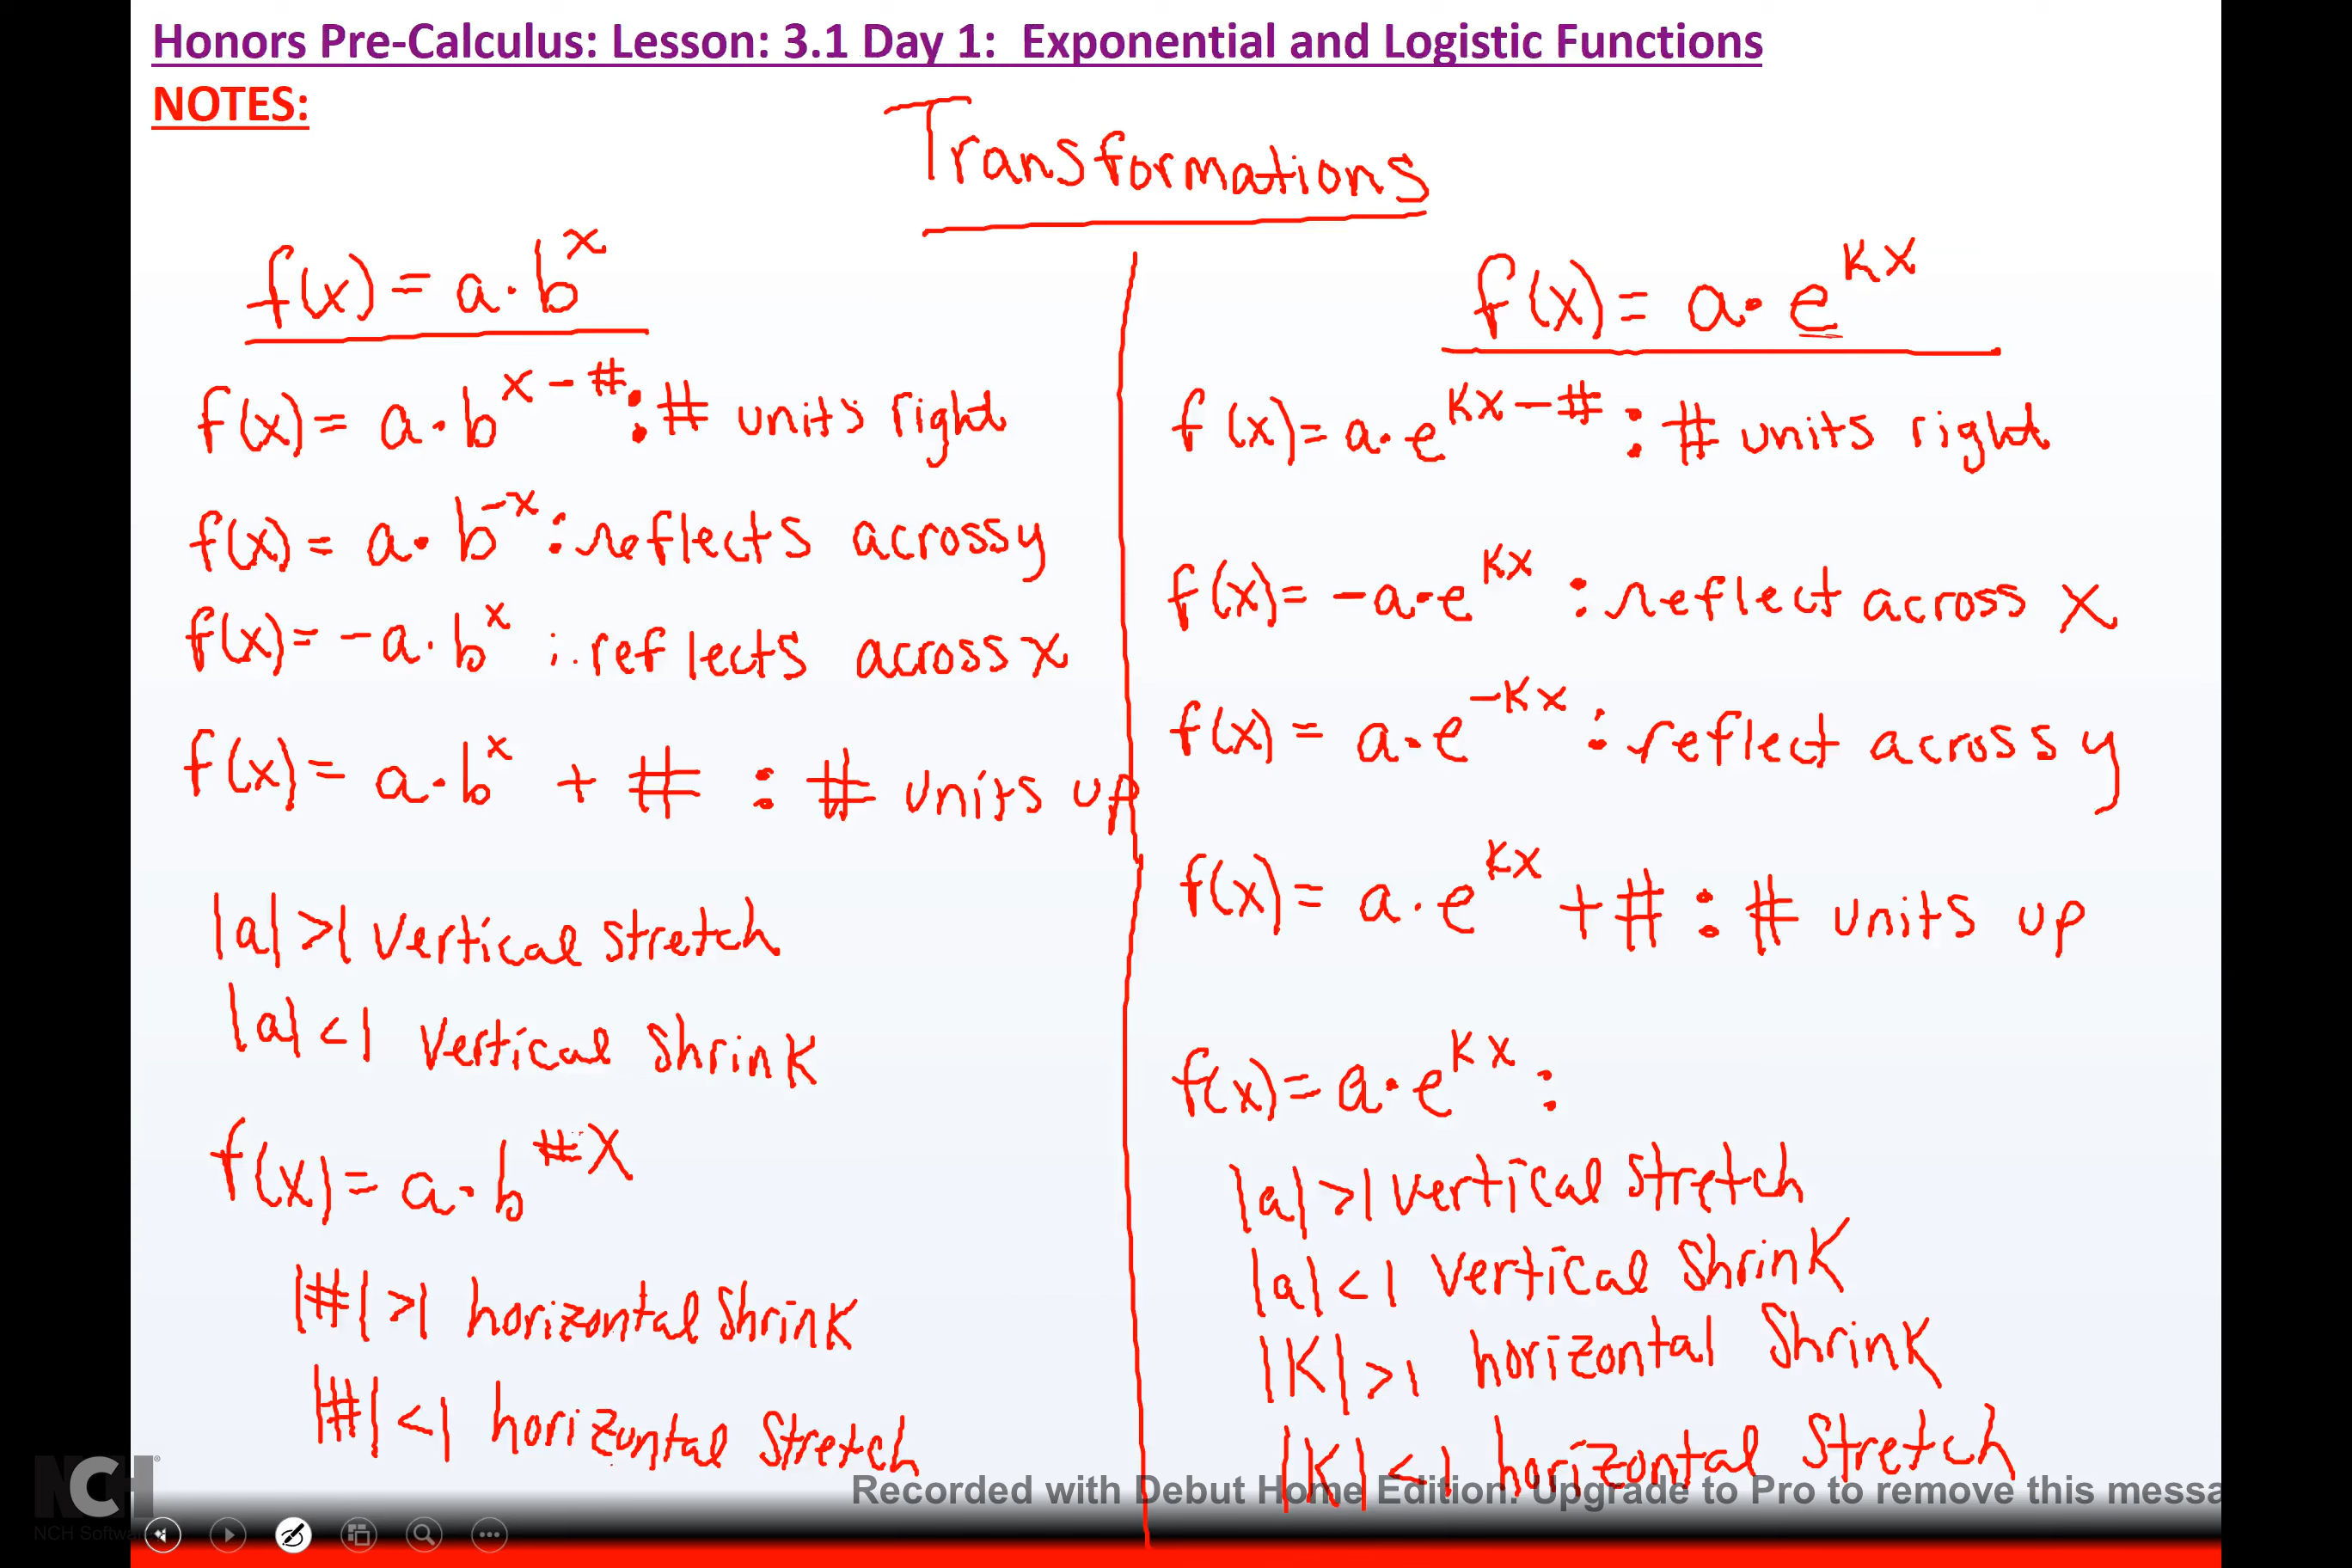 Honors Pre-Calculus: Lesson: 3.1 Day 1: Exponential and Logistic Functions
NOTES:
Transformations
f(x) = a · b^x
f(x) = a · b^(x - #) : # units right
f(x) = a · b^(-x) : reflects across y
f(x) = -a · b^x : reflects across x
f(x) = a · b^x + # : # units up
|a| >1 vertical stretch
|a| <1 vertical shrink
f(x) = a · b^(#x)
|#| >1 horizontal shrink
|#| <1 horizontal stretch
f(x) = a · e^(kx)
f(x) = a · e^(kx - #) : # units right
f(x) = -a · e^(kx) : reflect across x
f(x) = a · e^(-kx) : reflect across y
f(x) = a · e^(kx) + # : # units up
f(x) = a · e^(kx) :
|a| >1 vertical stretch
|a| <1 vertical shrink
|K| >1 horizontal shrink
|K| <1 horizontal stretch
Recorded with Debut Home Edition. Upgrade to Pro to remove this messa
NCH
NCH Softwa